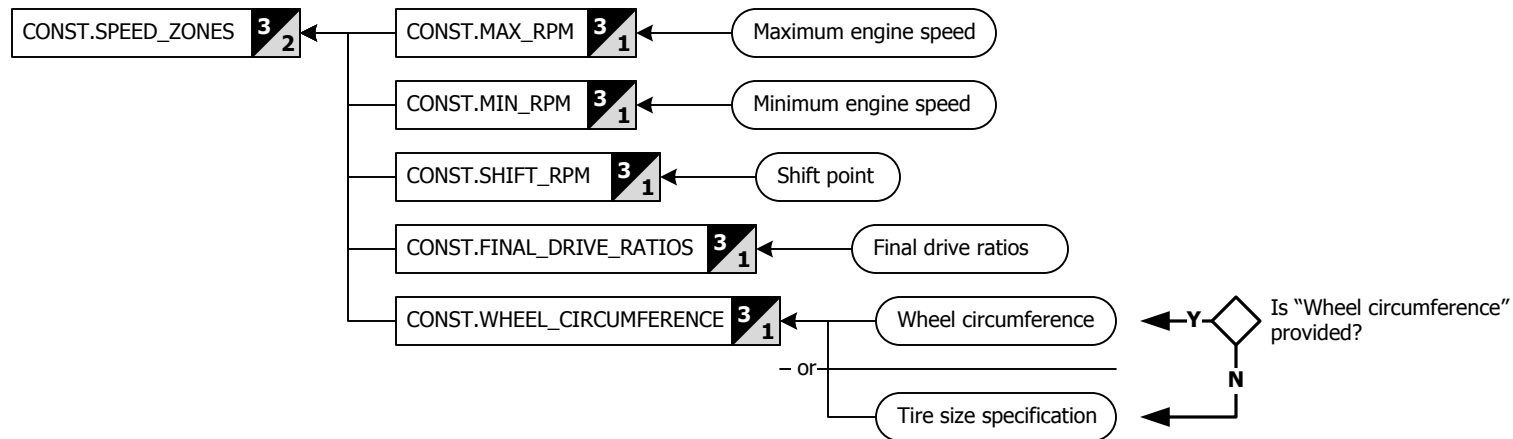 CONST.SPEED_ZONES 3 2
CONST.MAX_RPM 3 1
Maximum engine speed
CONST.MIN_RPM 3 1
Minimum engine speed
CONST.SHIFT_RPM 3 1
Shift point
CONST.FINAL_DRIVE_RATIOS 3 1
Final drive ratios
CONST.WHEEL_CIRCUMFERENCE 3 1
Wheel circumference
Y
Is “Wheel circumference”
provided?
– or
N
Tire size specification